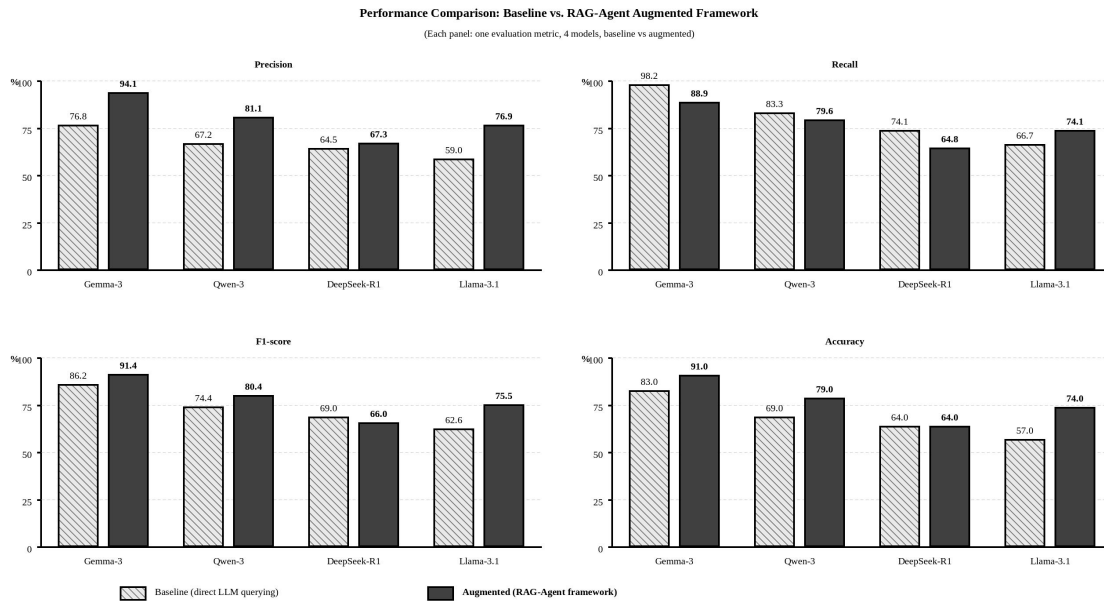 Performance Comparison: Baseline vs. RAG-Agent Augmented Framework
(Each panel: one evaluation metric, 4 models, baseline vs augmented)
Precision
%
100
75
50
25
0
76.8
94.1
67.2
81.1
64.5
67.3
59.0
76.9
Gemma-3
Qwen-3
DeepSeek-R1
Llama-3.1
Recall
%
100
75
50
25
0
98.2
88.9
83.3
79.6
74.1
64.8
66.7
74.1
Gemma-3
Qwen-3
DeepSeek-R1
Llama-3.1
F1-score
%
100
75
50
25
0
86.2
91.4
74.4
80.4
69.0
66.0
62.6
75.5
Gemma-3
Qwen-3
DeepSeek-R1
Llama-3.1
Accuracy
%
100
75
50
25
0
83.0
91.0
69.0
79.0
64.0
64.0
57.0
74.0
Gemma-3
Qwen-3
DeepSeek-R1
Llama-3.1
Baseline (direct LLM querying)
Augmented (RAG-Agent framework)